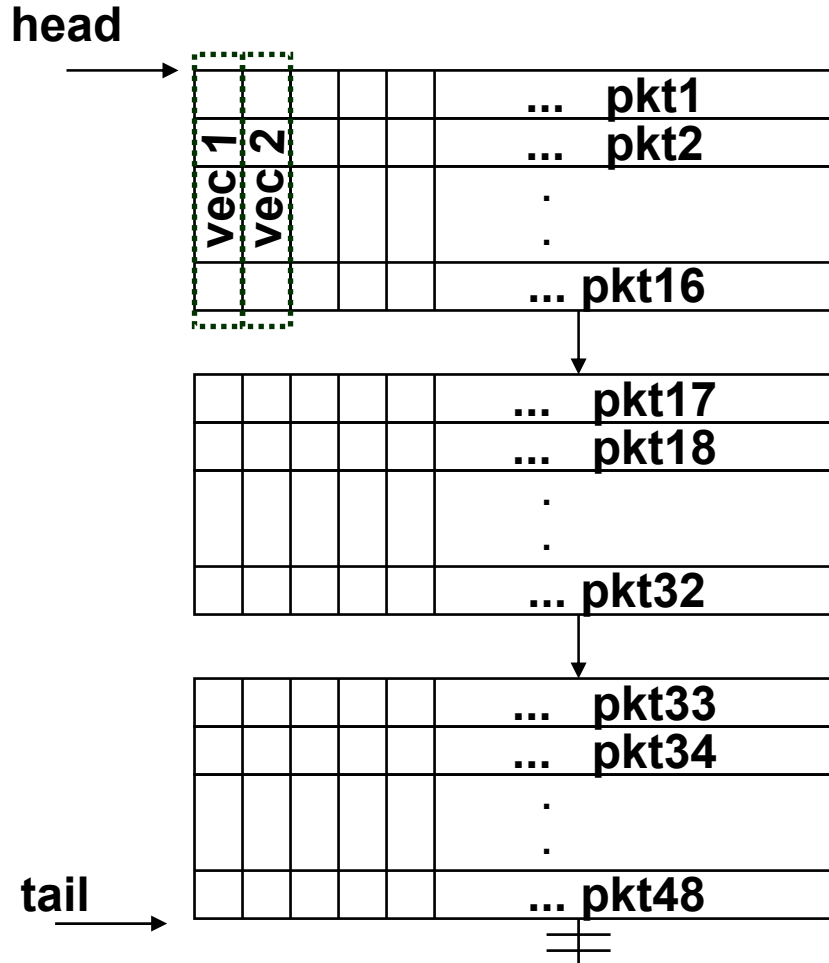 head
... pkt1
... pkt2
.
.
... pkt16
vec 1
vec 2
... pkt17
... pkt18
.
.
... pkt32
... pkt33
... pkt34
.
.
... pkt48
tail